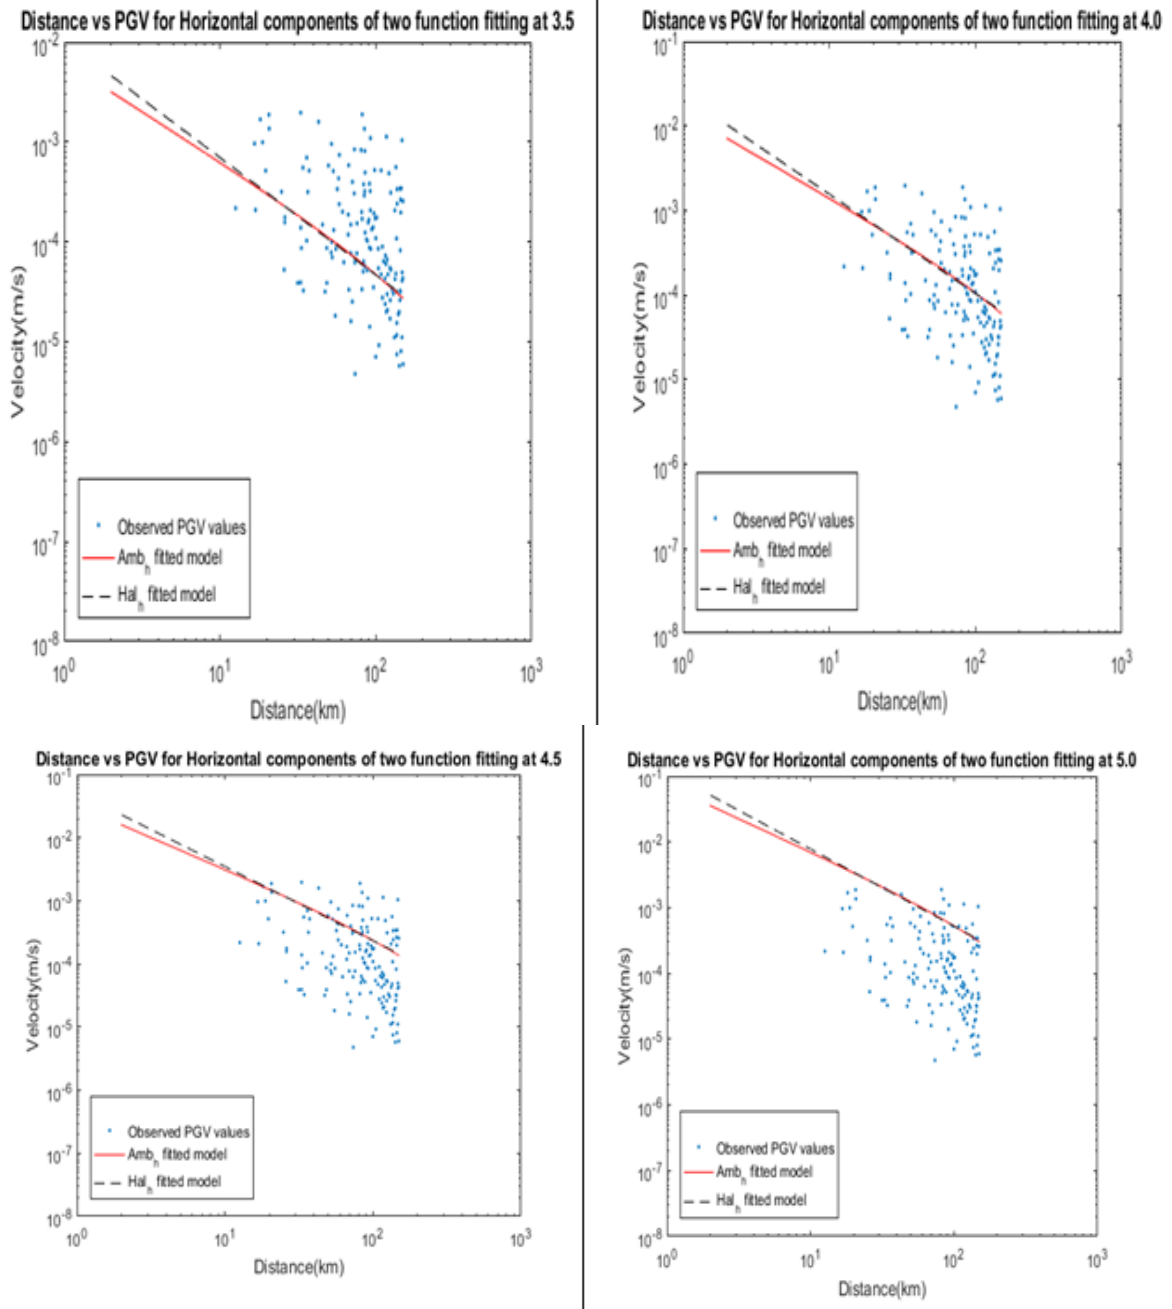 Distance vs PGV for Horizontal components of two function fitting at 3.5
10^-2
10^-3
10^-4
10^-5
10^-6
10^-7
10^-8
Velocity(m/s)
Observed PGV values
Amb_h fitted model
Hal_h fitted model
10^0
10^1
10^2
10^3
Distance(km)
Distance vs PGV for Horizontal components of two function fitting at 4.0
10^-1
10^-2
10^-3
10^-4
10^-5
10^-6
10^-7
10^-8
Velocity(m/s)
Observed PGV values
Amb_h fitted model
Hal_h fitted model
10^0
10^1
10^2
10^3
Distance(km)
Distance vs PGV for Horizontal components of two function fitting at 4.5
10^-1
10^-2
10^-3
10^-4
10^-5
10^-6
10^-7
10^-8
Velocity(m/s)
Observed PGV values
Amb_h fitted model
Hal_h fitted model
10^0
10^1
10^2
10^3
Distance(km)
Distance vs PGV for Horizontal components of two function fitting at 5.0
10^-1
10^-2
10^-3
10^-4
10^-5
10^-6
10^-7
10^-8
Velocity(m/s)
Observed PGV values
Amb_h fitted model
Hal_h fitted model
10^0
10^1
10^2
10^3
Distance(km)